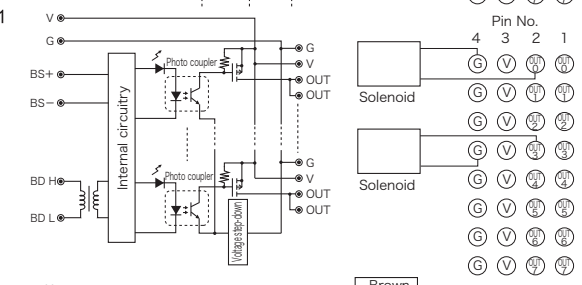 1
V
G
BS+
BS−
BD H
BD L
Internal circuitry
Photo coupler
G
V
OUT
OUT
Photo coupler
G
V
OUT
OUT
Voltage step-down
Solenoid
Solenoid
Pin No.
4 3 2 1
G V OUT 0 OUT 0
G V OUT 1 OUT 1
G V OUT 2 OUT 2
G V OUT 3 OUT 3
G V OUT 4 OUT 4
G V OUT 5 OUT 5
G V OUT 6 OUT 6
G V OUT 7 OUT 7
Brown